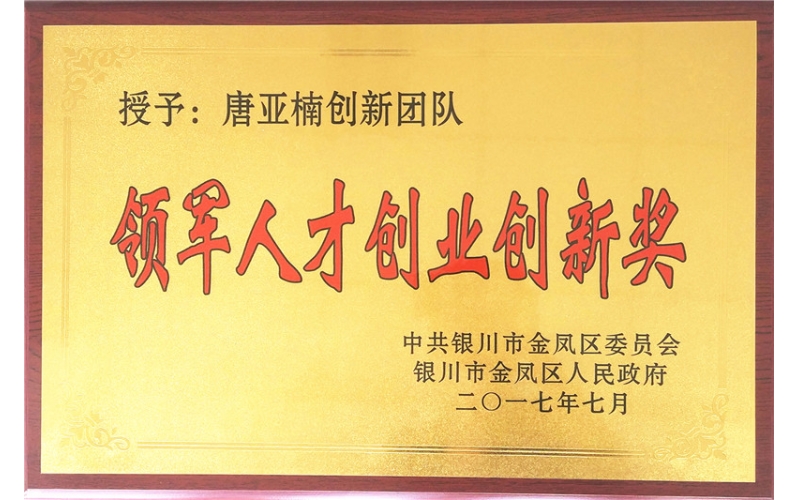 授予：唐亚楠创新团队
领军人才创业创新奖
中共银川市金凤区委员会
银川市金凤区人民政府
二〇一七年七月